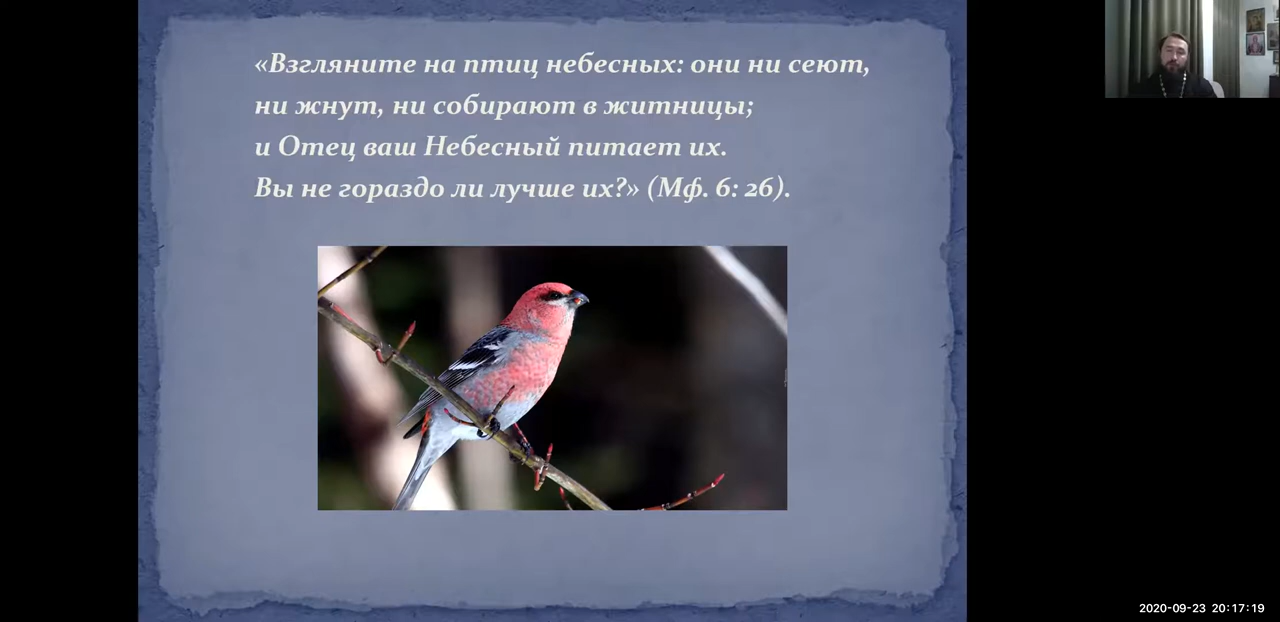 «Взгляните на птиц небесных: они ни сеют,
ни жнут, ни собирают в житницы;
и Отец ваш Небесный питает их.
Вы не гораздо ли лучше их?» (Мф. 6: 26).
2020-09-23 20:17:19